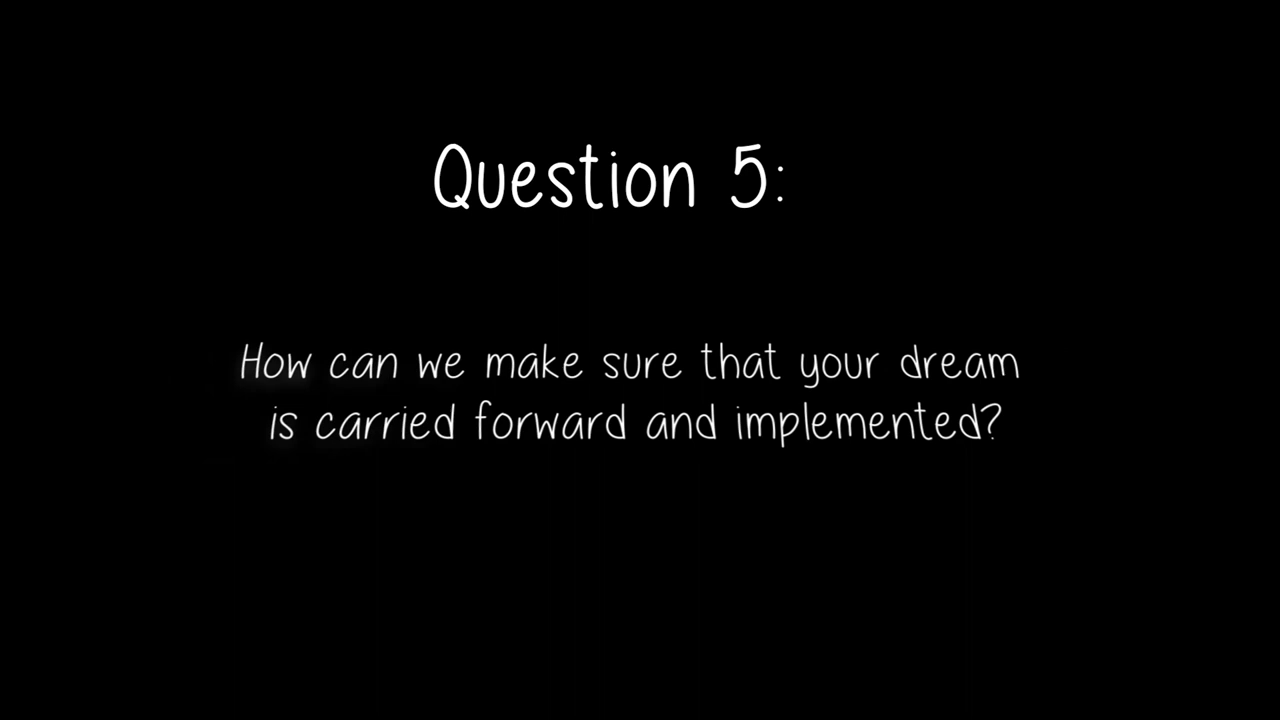 Question 5:
How can we make sure that your dream
is carried forward and implemented?